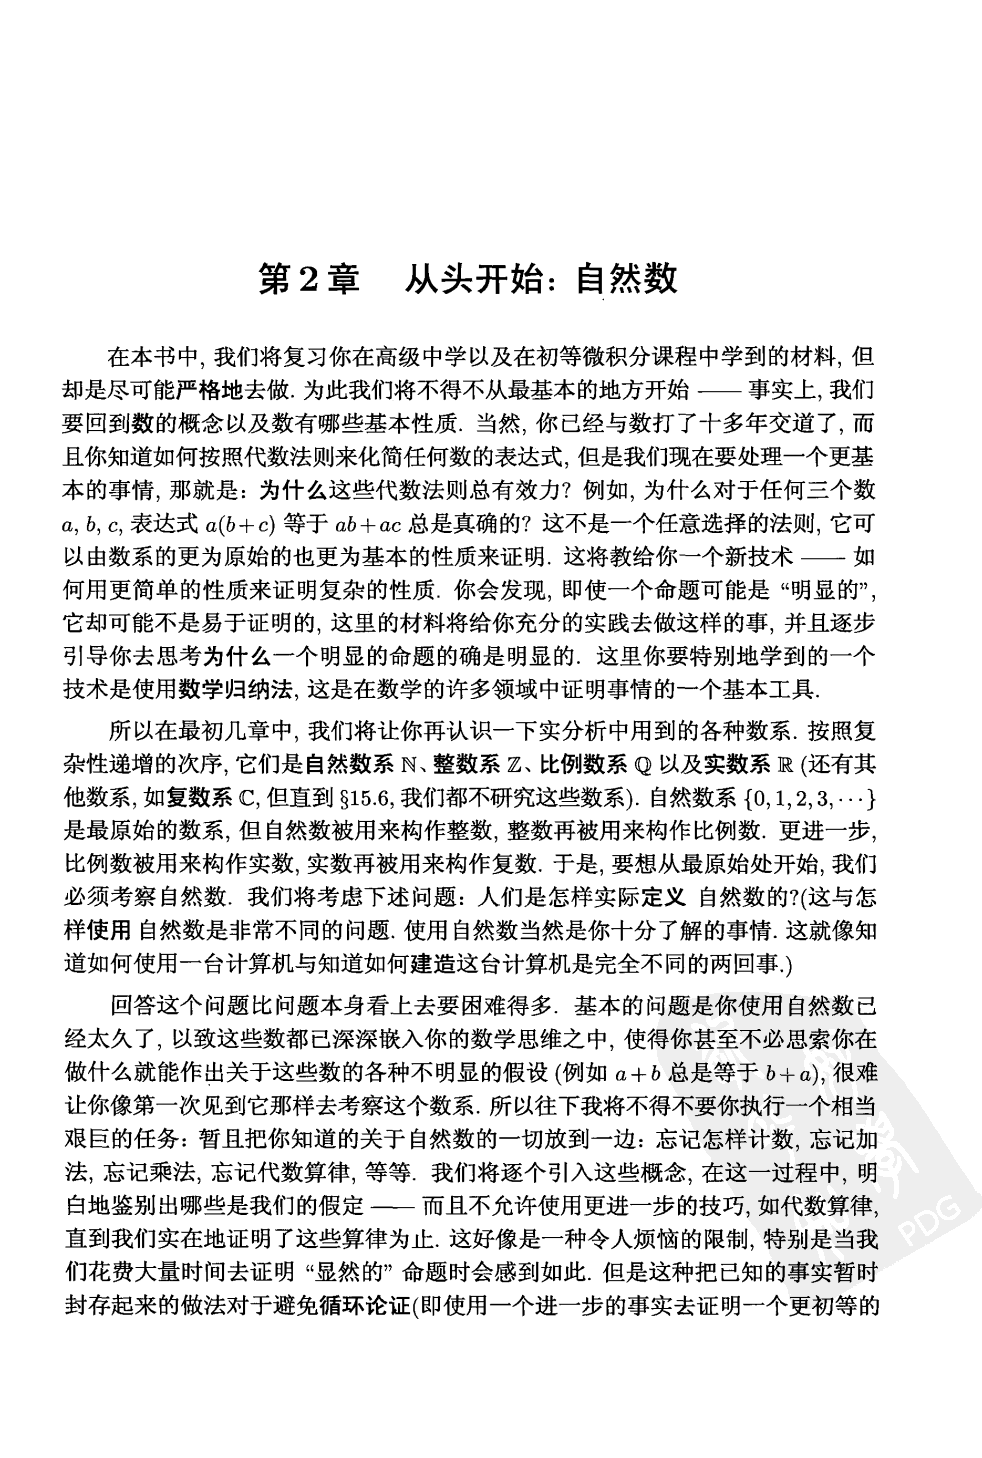 第 2 章　从头开始: 自然数
在本书中, 我们将复习你在高级中学以及在初等微积分课程中学到的材料, 但
却是尽可能严格地去做. 为此我们将不得不从最基本的地方开始 —— 事实上, 我们
要回到数的概念以及数有哪些基本性质. 当然, 你已经与数打了十多年交道了, 而
且你知道如何按照代数法则来化简任何数的表达式, 但是我们现在要处理一个更基
本的事情, 那就是: 为什么这些代数法则总有效力? 例如, 为什么对于任何三个数
a, b, c, 表达式 a(b+c) 等于 ab+ac 总是真确的? 这不是一个任意选择的法则, 它可
以由数系的更为原始的也更为基本的性质来证明. 这将教给你一个新技术 —— 如
何用更简单的性质来证明复杂的性质. 你会发现, 即使一个命题可能是 “明显的”,
它却可能不是易于证明的, 这里的材料将给你充分的实践去做这样的事, 并且逐步
引导你去思考为什么一个明显的命题的确是明显的. 这里你要特别地学到的一个
技术是使用数学归纳法, 这是在数学的许多领域中证明事情的一个基本工具.
所以在最初几章中, 我们将让你再认识一下实分析中用到的各种数系. 按照复
杂性递增的次序, 它们是自然数系 ℕ、整数系 ℤ、比例数系 ℚ 以及实数系 ℝ (还有其
他数系, 如复数系 ℂ, 但直到 §15.6, 我们都不研究这些数系). 自然数系 {0, 1, 2, 3, ···}
是最原始的数系, 但自然数被用来构作整数, 整数再被用来构作比例数. 更进一步,
比例数被用来构作实数, 实数再被用来构作复数. 于是, 要想从最原始处开始, 我们
必须考察自然数. 我们将考虑下述问题: 人们是怎样实际定义 自然数的?(这与怎
样使用 自然数是非常不同的问题. 使用自然数当然是你十分了解的事情. 这就像知
道如何使用一台计算机与知道如何建造这台计算机是完全不同的两回事.)
回答这个问题比问题本身看上去要困难得多. 基本的问题是你使用自然数已
经太久了, 以致这些数都已深深嵌入你的数学思维之中, 使得你甚至不必思索你在
做什么就能作出关于这些数的各种不明显的假设 (例如 a+b 总是等于 b+a), 很难
让你像第一次见到它那样去考察这个数系. 所以往下我将不得不要你执行一个相当
艰巨的任务: 暂且把你知道的关于自然数的一切放到一边: 忘记怎样计数, 忘记加
法, 忘记乘法, 忘记代数算律, 等等. 我们将逐个引入这些概念, 在这一过程中, 明
白地鉴别出哪些是我们的假定 —— 而且不允许使用更进一步的技巧, 如代数算律,
直到我们实在地证明了这些算律为止. 这好像是一种令人烦恼的限制, 特别是当我
们花费大量时间去证明 “显然的” 命题时会感到如此. 但是这种把已知的事实暂时
封存起来的做法对于避免循环论证(即使用一个进一步的事实去证明一个更初等的
PDG